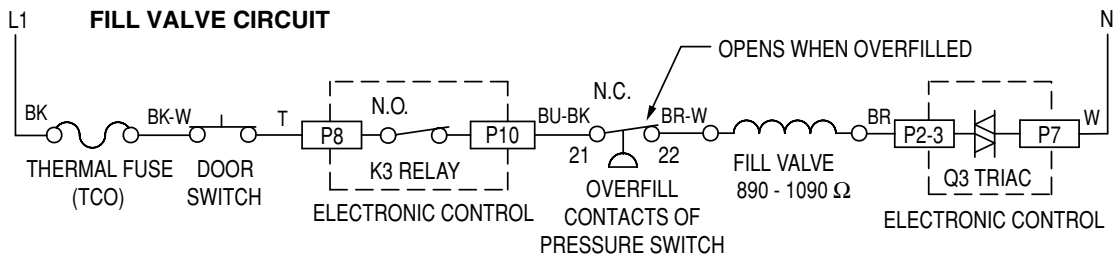 L1 FILL VALVE CIRCUIT N
OPENS WHEN OVERFILLED
BK BK-W T P8 N.O. P10 BU-BK N.C. BR-W BR P2-3 P7 W
21 22
THERMAL FUSE
(TCO)
DOOR
SWITCH
K3 RELAY
ELECTRONIC CONTROL
OVERFILL
CONTACTS OF
PRESSURE SWITCH
FILL VALVE
890 - 1090 Ω
Q3 TRIAC
ELECTRONIC CONTROL